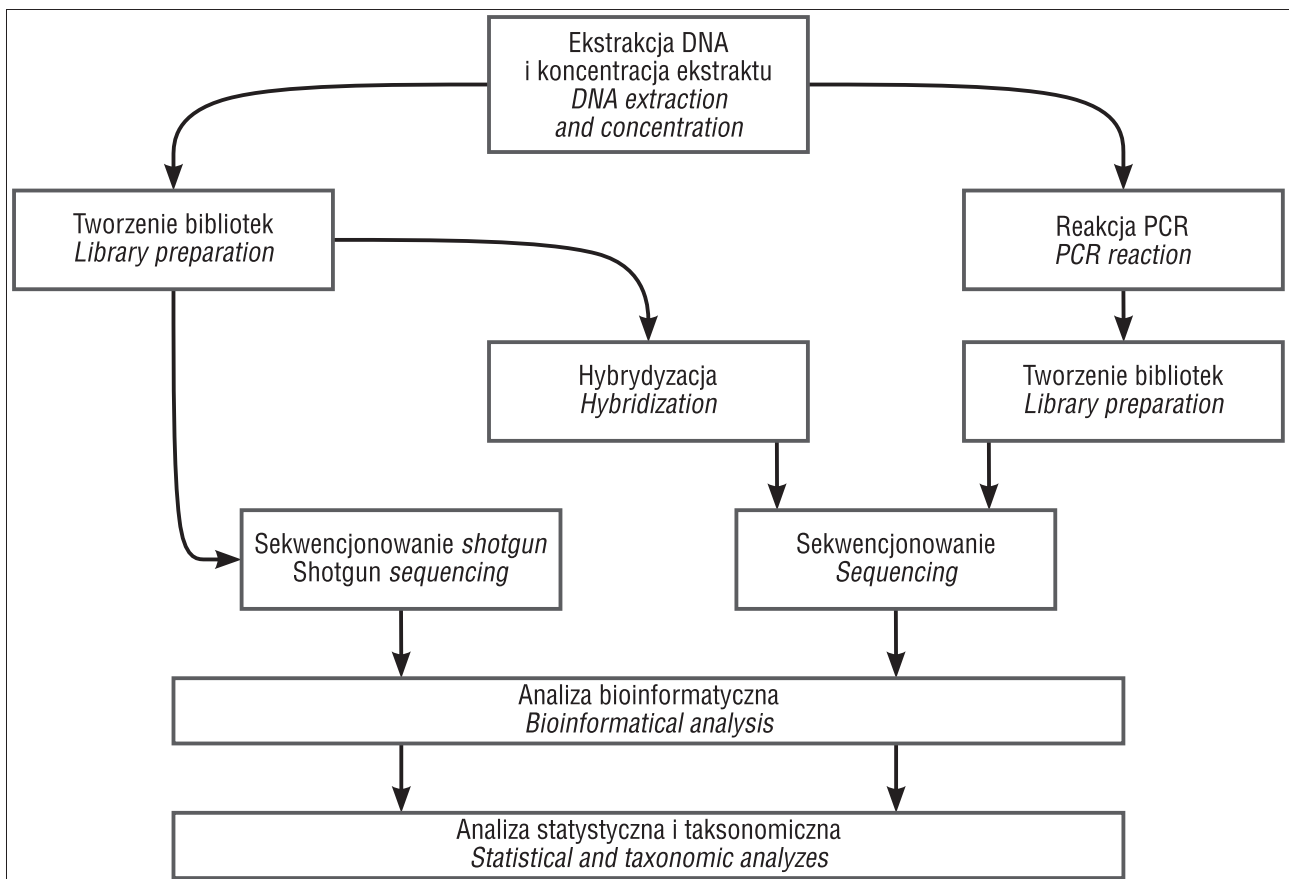 Ekstrakcja DNA
i koncentracja ekstraktu
DNA extraction
and concentration
Tworzenie bibliotek
Library preparation
Reakcja PCR
PCR reaction
Hybrydyzacja
Hybridization
Tworzenie bibliotek
Library preparation
Sekwencjonowanie shotgun
Shotgun sequencing
Sekwencjonowanie
Sequencing
Analiza bioinformatyczna
Bioinformatical analysis
Analiza statystyczna i taksonomiczna
Statistical and taxonomic analyzes